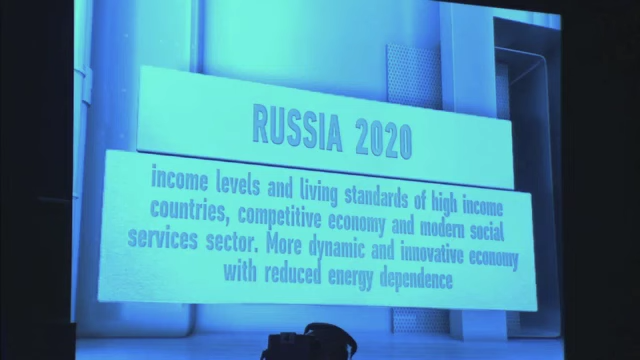 RUSSIA 2020
income levels and living standards of high income
countries, competitive economy and modern social
services sector. More dynamic and innovative economy
with reduced energy dependence